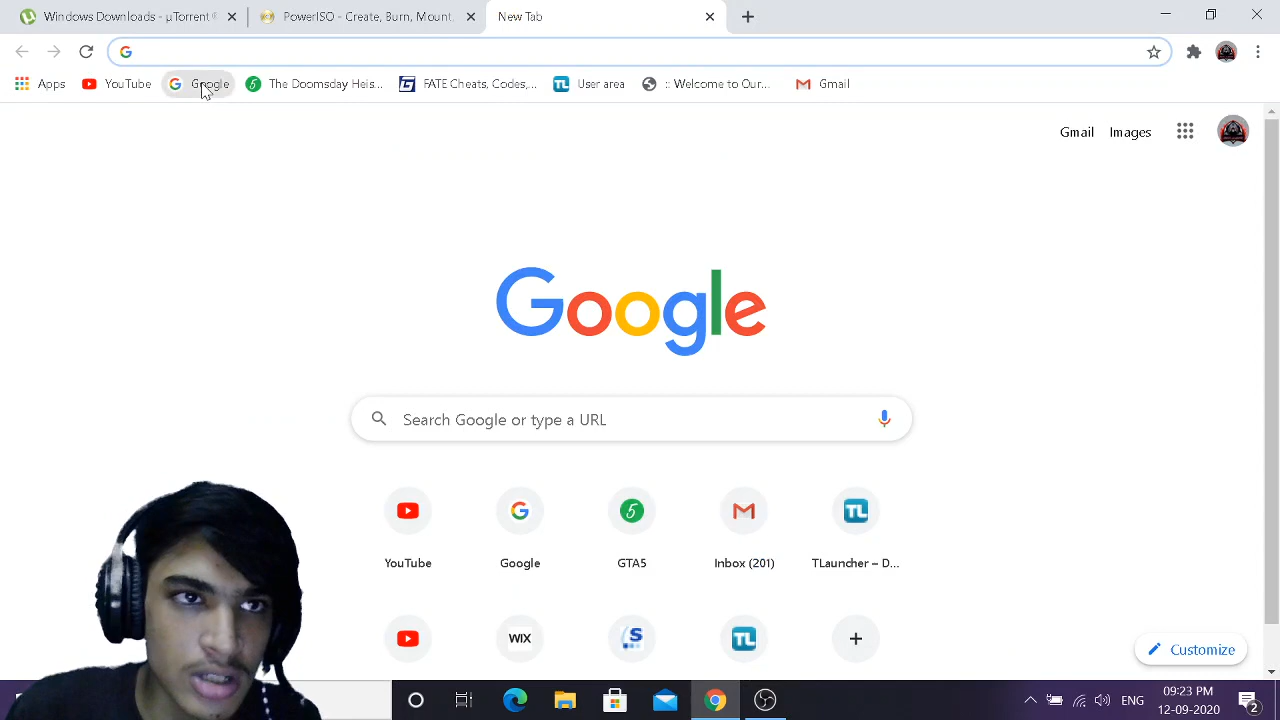 Windows Downloads - µTorrent®
PowerISO - Create, Burn, Mount
New Tab
Apps
YouTube
Google
The Doomsday Heis...
FATE Cheats, Codes,...
User area
:: Welcome to Our...
Gmail
Gmail
Images
Google
Search Google or type a URL
YouTube
Google
GTA5
Inbox (201)
TLauncher – D...
WIX
Customize
ENG
09:23 PM
12-09-2020
2